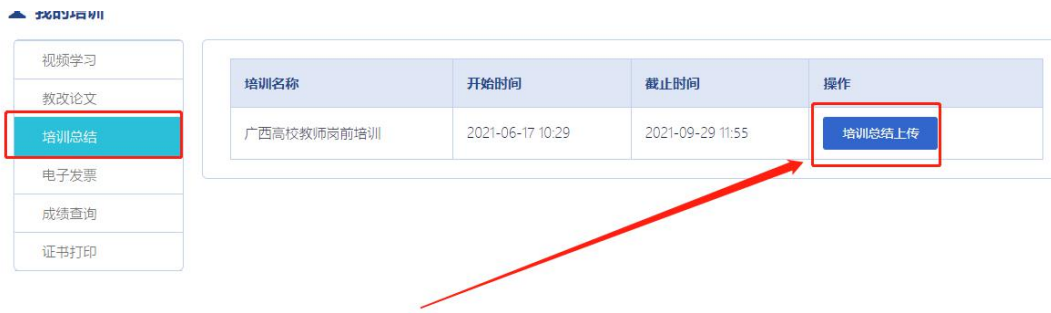 我的培训
视频学习
教改论文
培训总结
电子发票
成绩查询
证书打印
培训名称 开始时间 截止时间 操作
广西高校教师岗前培训 2021-06-17 10:29 2021-09-29 11:55 培训总结上传